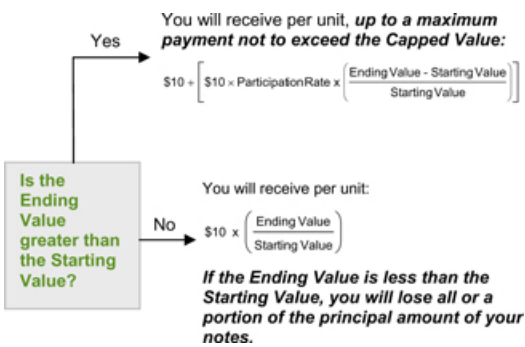 You will receive per unit, up to a maximum
payment not to exceed the Capped Value:
Yes
$10 + [$10 × Participation Rate x (Ending Value - Starting Value / Starting Value)]
Is the
Ending
Value
greater than
the Starting
Value?
No
You will receive per unit:
$10 x (Ending Value / Starting Value)
If the Ending Value is less than the
Starting Value, you will lose all or a
portion of the principal amount of your
notes.